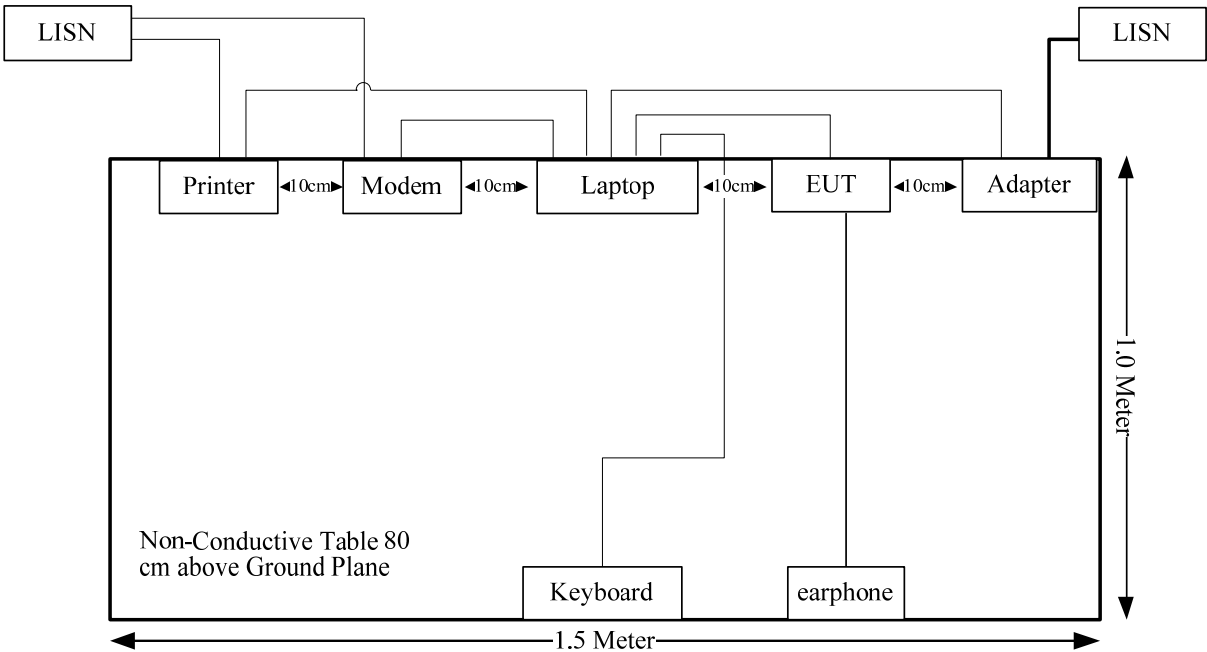 LISN
LISN
Printer
10cm
Modem
10cm
Laptop
10cm
EUT
10cm
Adapter
1.0 Meter
Non-Conductive Table 80
cm above Ground Plane
Keyboard
earphone
1.5 Meter